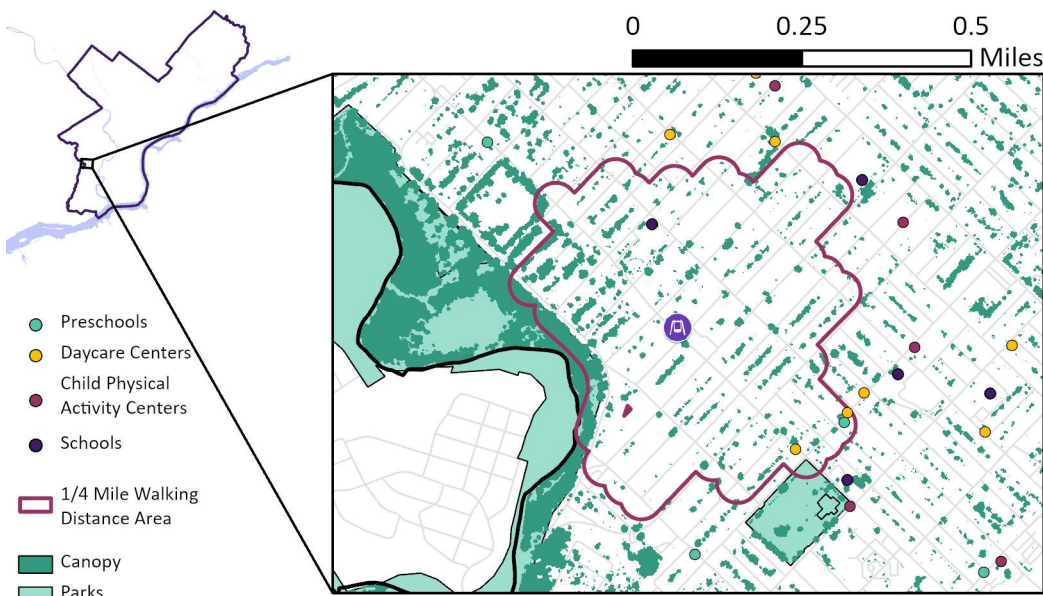 0 0.25 0.5
Miles
Preschools
Daycare Centers
Child Physical
Activity Centers
Schools
1/4 Mile Walking
Distance Area
Canopy
Parks